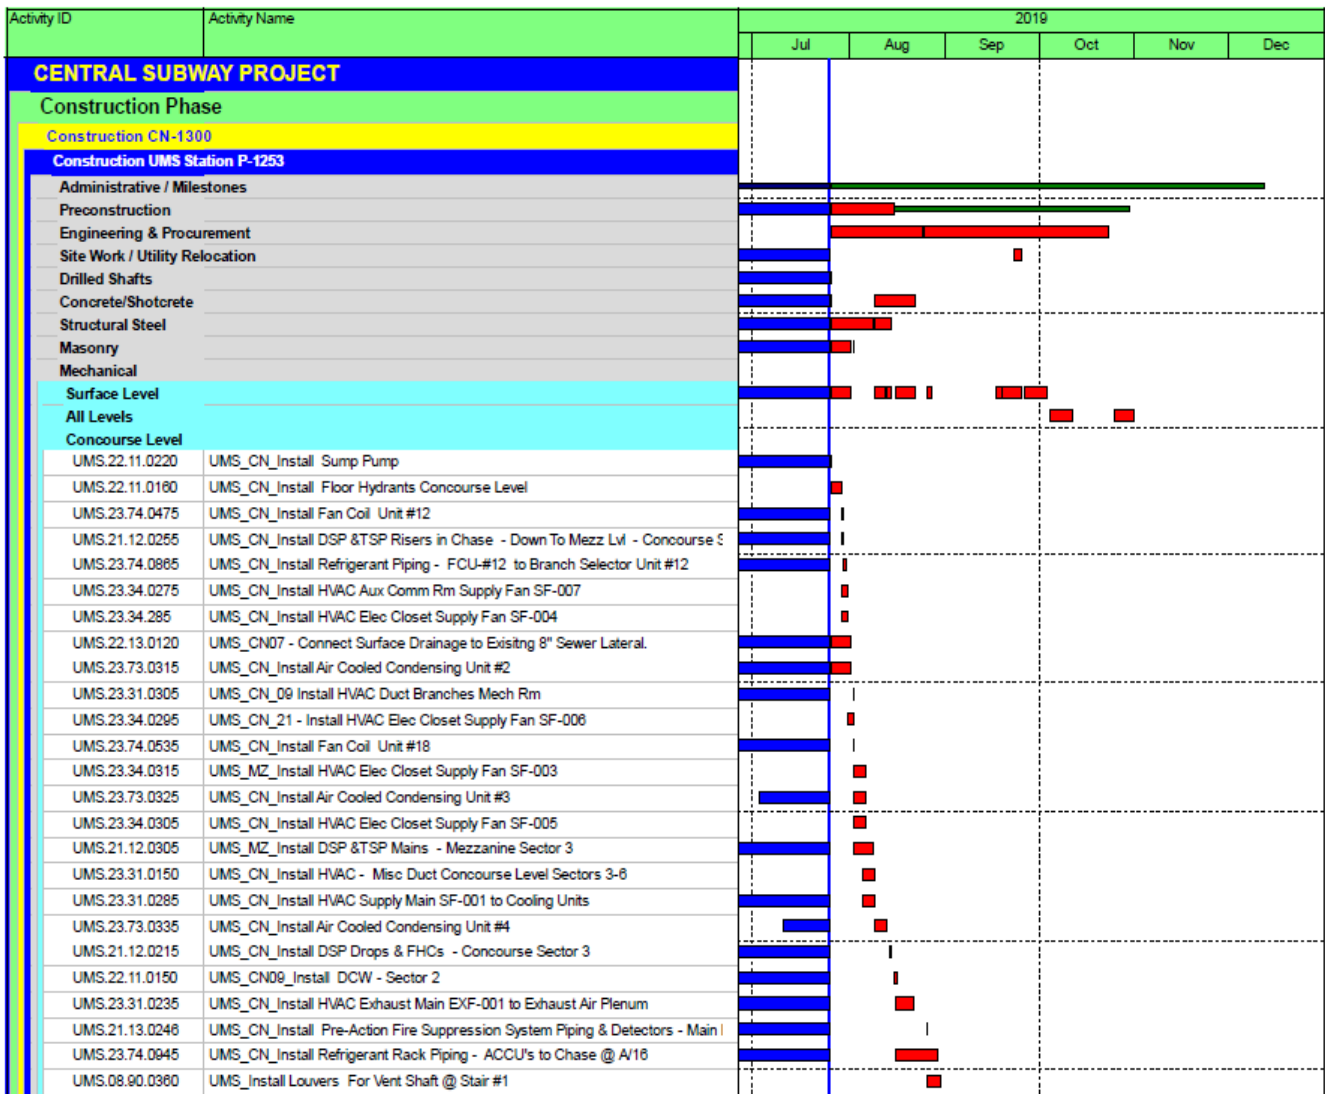 Activity ID Activity Name 2019
Jul Aug Sep Oct Nov Dec
CENTRAL SUBWAY PROJECT
Construction Phase
Construction CN-1300
Construction UMS Station P-1253
Administrative / Milestones
Preconstruction
Engineering & Procurement
Site Work / Utility Relocation
Drilled Shafts
Concrete/Shotcrete
Structural Steel
Masonry
Mechanical
Surface Level
All Levels
Concourse Level
UMS.22.11.0220 UMS_CN_Install Sump Pump
UMS.22.11.0160 UMS_CN_Install Floor Hydrants Concourse Level
UMS.23.74.0475 UMS_CN_Install Fan Coil Unit #12
UMS.21.12.0255 UMS_CN_Install DSP &TSP Risers in Chase - Down To Mezz Lvl - Concourse S
UMS.23.74.0865 UMS_CN_Install Refrigerant Piping - FCU-#12 to Branch Selector Unit #12
UMS.23.34.0275 UMS_CN_Install HVAC Aux Comm Rm Supply Fan SF-007
UMS.23.34.285 UMS_CN_Install HVAC Elec Closet Supply Fan SF-004
UMS.22.13.0120 UMS_CN07 - Connect Surface Drainage to Exisitng 8" Sewer Lateral.
UMS.23.73.0315 UMS_CN_Install Air Cooled Condensing Unit #2
UMS.23.31.0305 UMS_CN_09 Install HVAC Duct Branches Mech Rm
UMS.23.34.0295 UMS_CN_21 - Install HVAC Elec Closet Supply Fan SF-006
UMS.23.74.0535 UMS_CN_Install Fan Coil Unit #18
UMS.23.34.0315 UMS_MZ_Install HVAC Elec Closet Supply Fan SF-003
UMS.23.73.0325 UMS_CN_Install Air Cooled Condensing Unit #3
UMS.23.34.0305 UMS_CN_Install HVAC Elec Closet Supply Fan SF-005
UMS.21.12.0305 UMS_MZ_Install DSP &TSP Mains - Mezzanine Sector 3
UMS.23.31.0150 UMS_CN_Install HVAC - Misc Duct Concourse Level Sectors 3-6
UMS.23.31.0285 UMS_CN_Install HVAC Supply Main SF-001 to Cooling Units
UMS.23.73.0335 UMS_CN_Install Air Cooled Condensing Unit #4
UMS.21.12.0215 UMS_CN_Install DSP Drops & FHCs - Concourse Sector 3
UMS.22.11.0150 UMS_CN09_Install DCW - Sector 2
UMS.23.31.0235 UMS_CN_Install HVAC Exhaust Main EXF-001 to Exhaust Air Plenum
UMS.21.13.0246 UMS_CN_Install Pre-Action Fire Suppression System Piping & Detectors - Main
UMS.23.74.0945 UMS_CN_Install Refrigerant Rack Piping - ACCU's to Chase @ A/16
UMS.08.90.0360 UMS_Install Louvers For Vent Shaft @ Stair #1